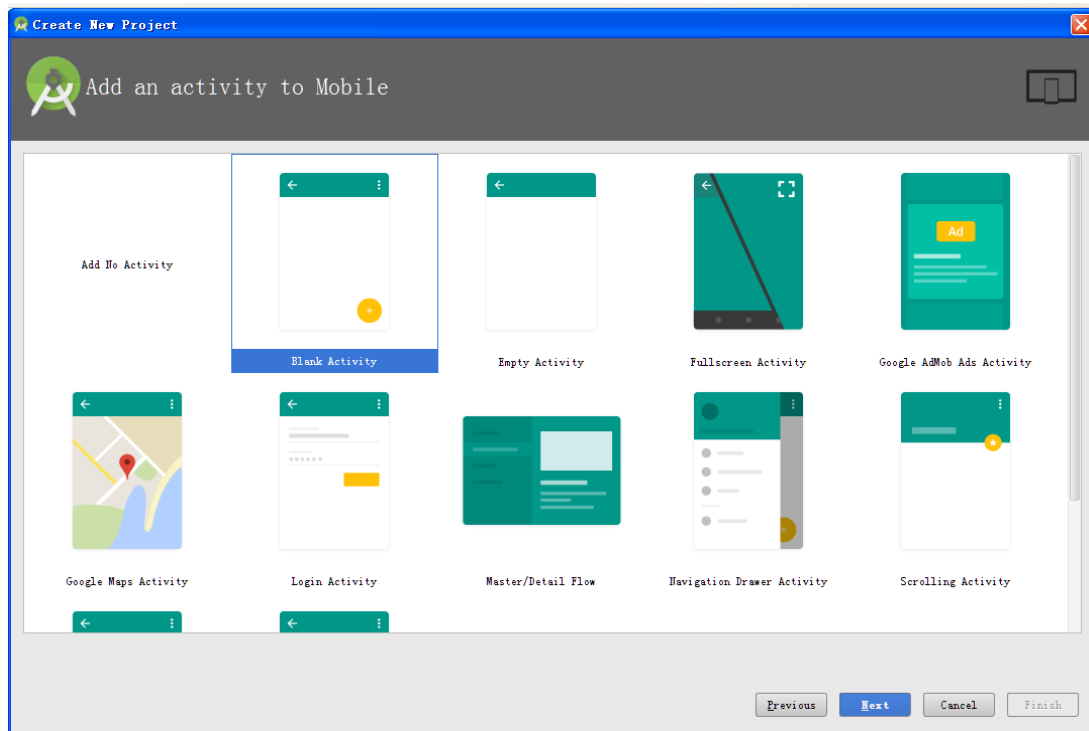 Create New Project
Add an activity to Mobile
Add No Activity
Blank Activity
Empty Activity
Fullscreen Activity
Ad
Google AdMob Ads Activity
Google Maps Activity
Login Activity
Master/Detail Flow
Navigation Drawer Activity
Scrolling Activity
Previous
Next
Cancel
Finish